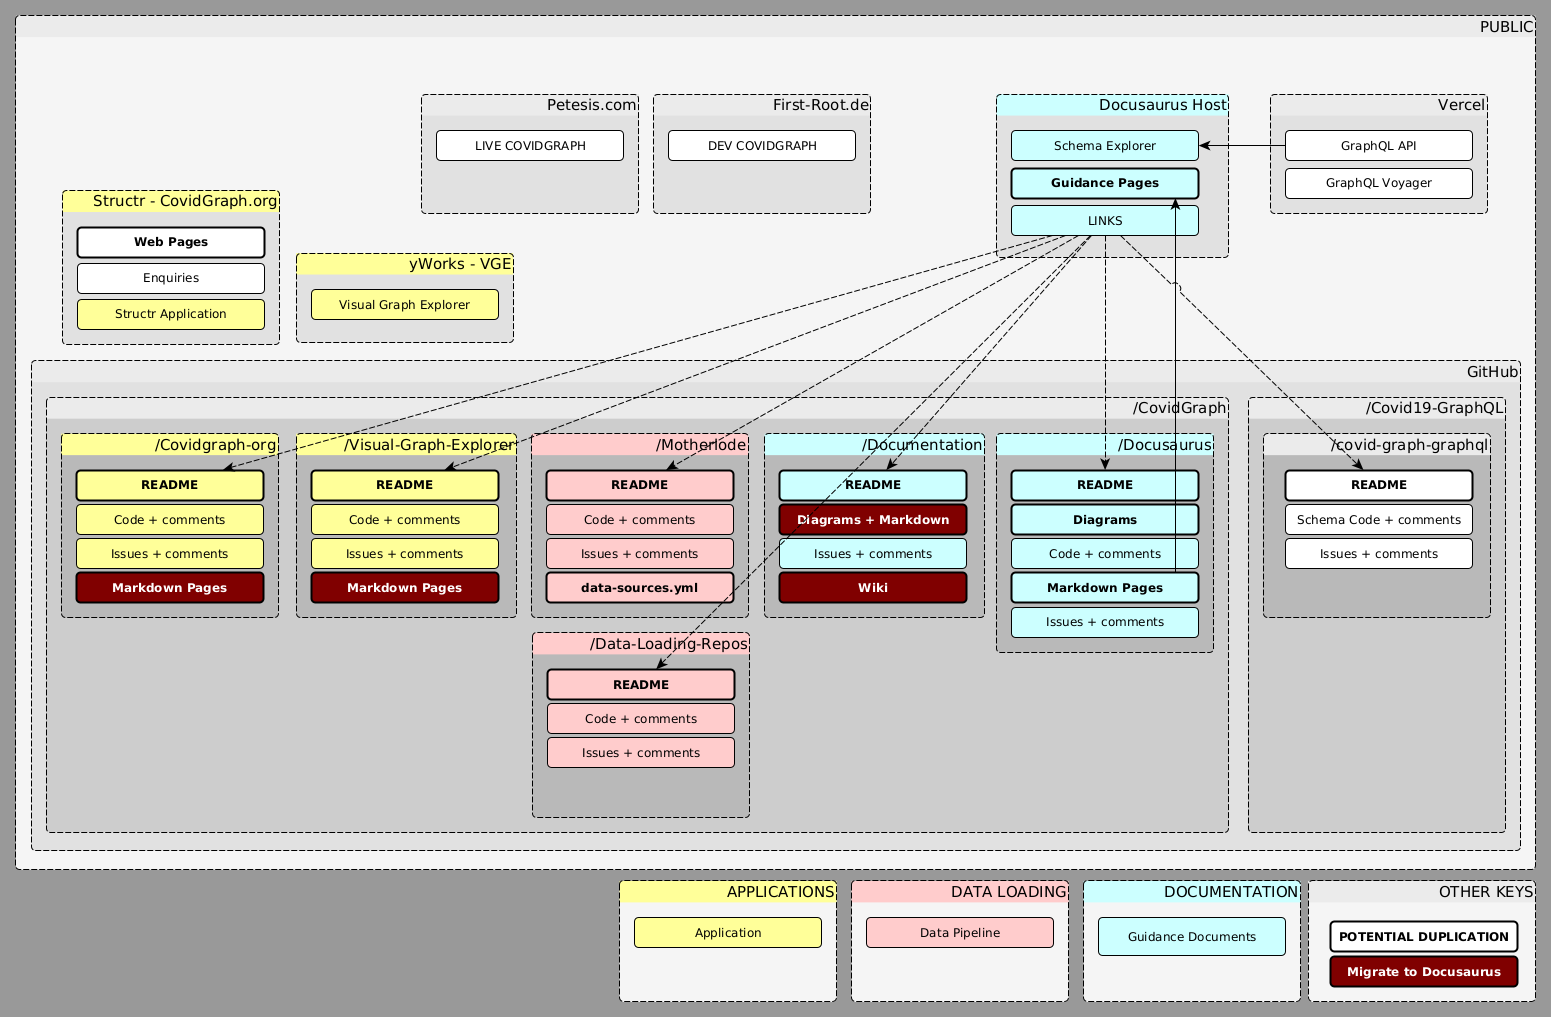 PUBLIC
Petesis.com
LIVE COVIDGRAPH
First-Root.de
DEV COVIDGRAPH
Docusaurus Host
Schema Explorer
Guidance Pages
LINKS
Vercel
GraphQL API
GraphQL Voyager
Structr - CovidGraph.org
Web Pages
Enquiries
Structr Application
yWorks - VGE
Visual Graph Explorer
GitHub
/CovidGraph
/Covid19-GraphQL
/Covidgraph-org
README
Code + comments
Issues + comments
Markdown Pages
/Visual-Graph-Explorer
README
Code + comments
Issues + comments
Markdown Pages
/Motherlode
README
Code + comments
Issues + comments
data-sources.yml
/Documentation
README
Diagrams + Markdown
Issues + comments
Wiki
/Docusaurus
README
Diagrams
Code + comments
Markdown Pages
Issues + comments
/covid-graph-graphql
README
Schema Code + comments
Issues + comments
/Data-Loading-Repos
README
Code + comments
Issues + comments
APPLICATIONS
Application
DATA LOADING
Data Pipeline
DOCUMENTATION
Guidance Documents
OTHER KEYS
POTENTIAL DUPLICATION
Migrate to Docusaurus